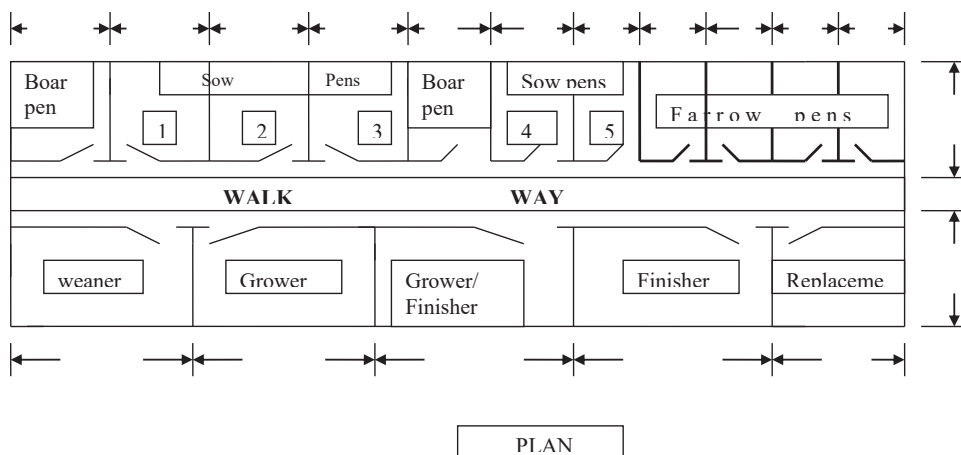 Boar pen
Sow Pens
Boar pen
Sow pens
Farrow pens
1
2
3
4
5
WALK WAY
weaner
Grower
Grower/
Finisher
Finisher
Replaceme
PLAN